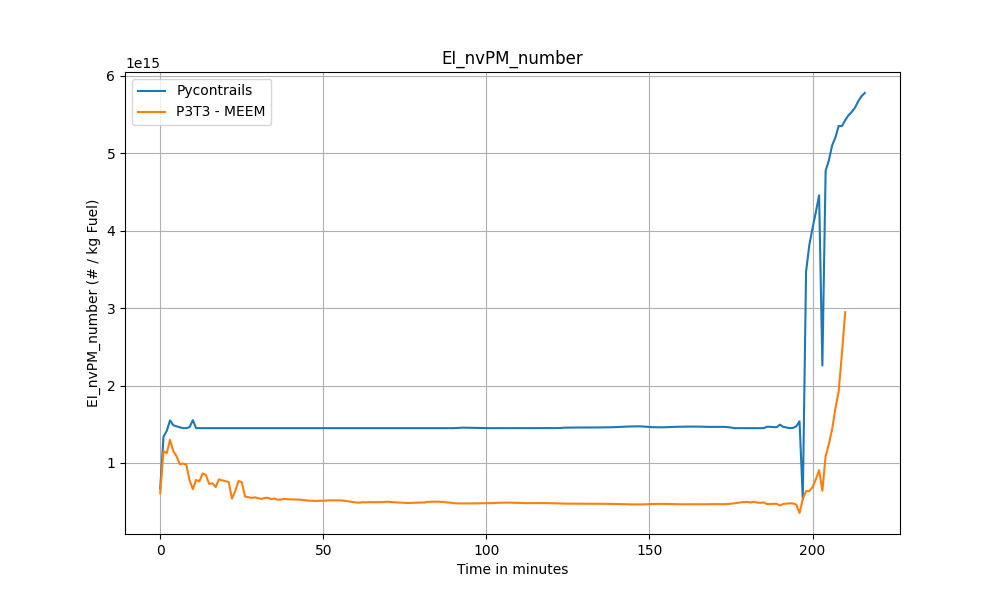 EI_nvPM_number
1e15
Pycontrails
P3T3 - MEEM
6
5
4
3
2
1
EI_nvPM_number (# / kg Fuel)
0 50 100 150 200
Time in minutes